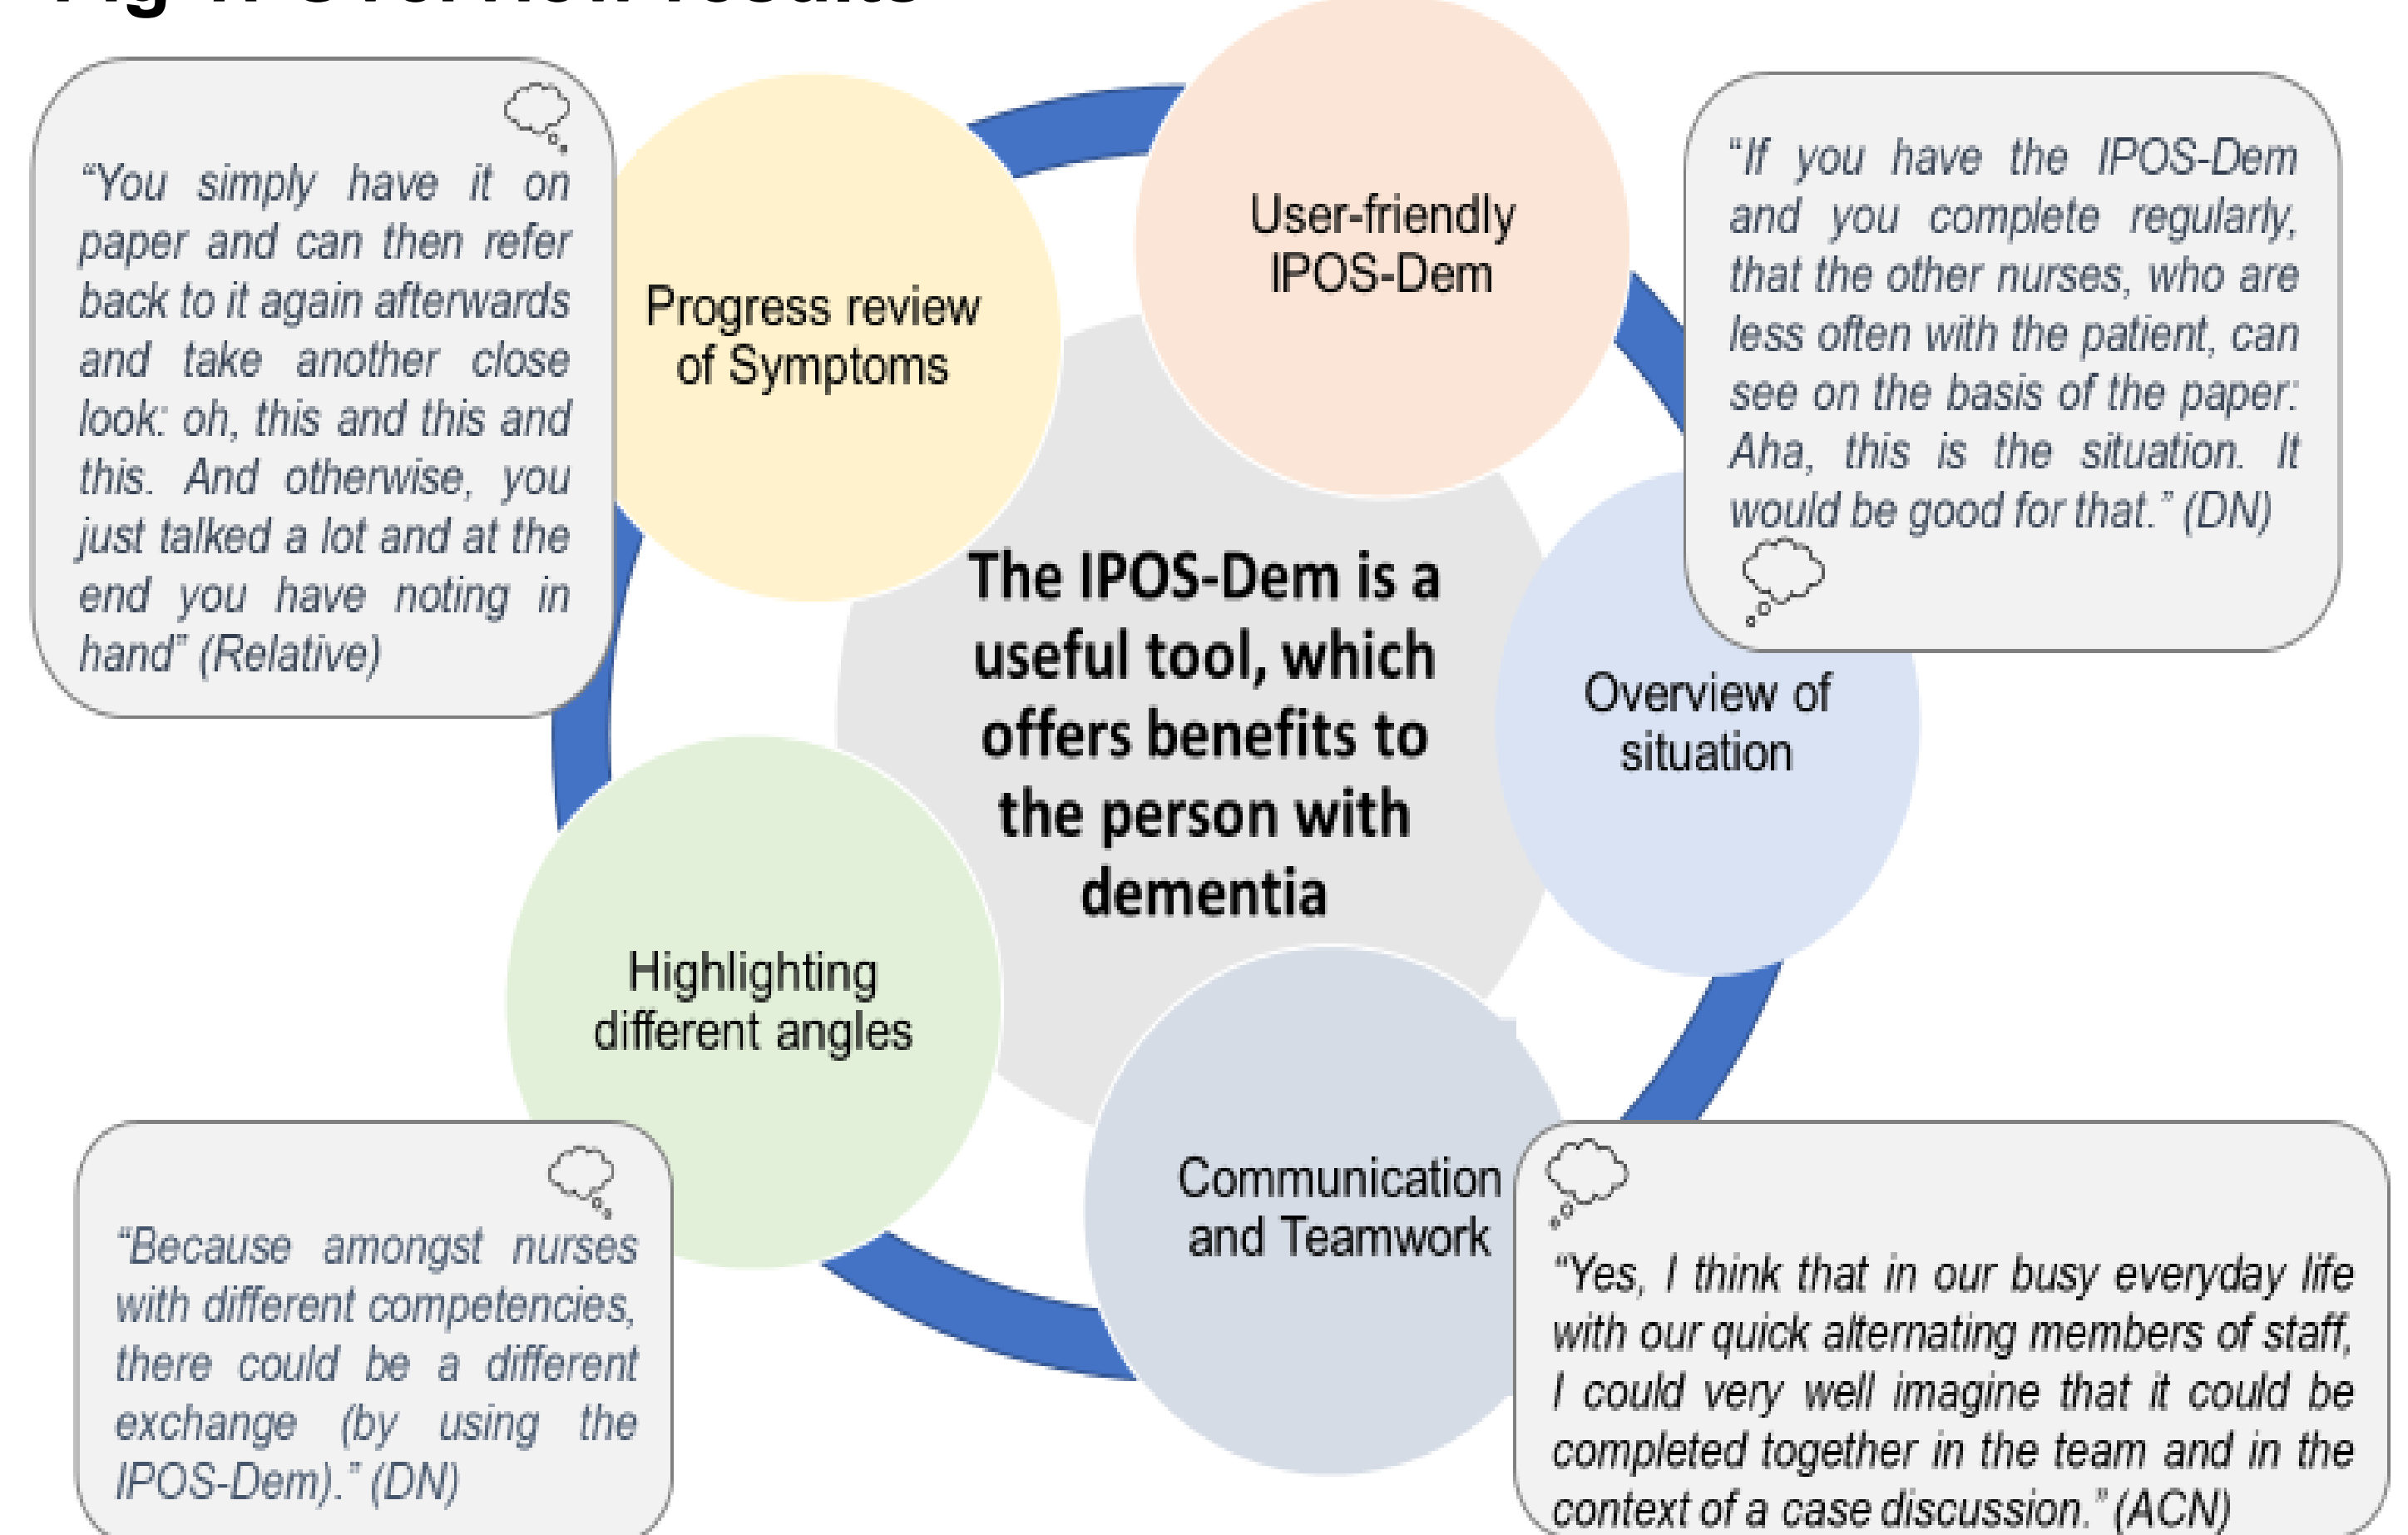 Fig 1: Overview results
“You simply have it on
paper and can then refer
back to it again afterwards
and take another close
look: oh, this and this and
this. And otherwise, you
just talked a lot and at the
end you have noting in
hand” (Relative)
Progress review
of Symptoms
User-friendly
IPOS-Dem
“If you have the IPOS-Dem
and you complete regularly,
that the other nurses, who are
less often with the patient, can
see on the basis of the paper:
Aha, this is the situation. It
would be good for that.” (DN)
The IPOS-Dem is a
useful tool, which
offers benefits to
the person with
dementia
Overview of
situation
Highlighting
different angles
Communication
and Teamwork
“Because amongst nurses
with different competencies,
there could be a different
exchange (by using the
IPOS-Dem).” (DN)
“Yes, I think that in our busy everyday life
with our quick alternating members of staff,
I could very well imagine that it could be
completed together in the team and in the
context of a case discussion.” (ACN)